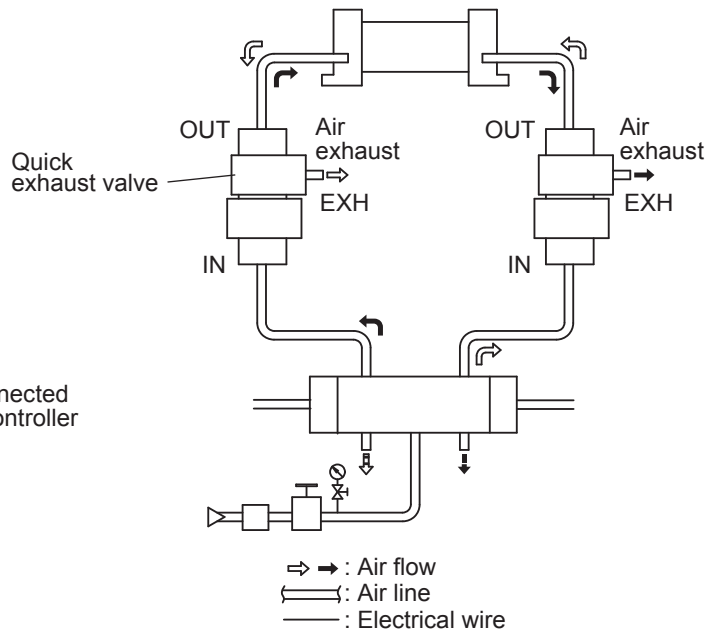 OUT
Air
exhaust
Quick
exhaust valve
EXH
IN
OUT
Air
exhaust
EXH
IN
ontroller
: Air flow
: Air line
: Electrical wire